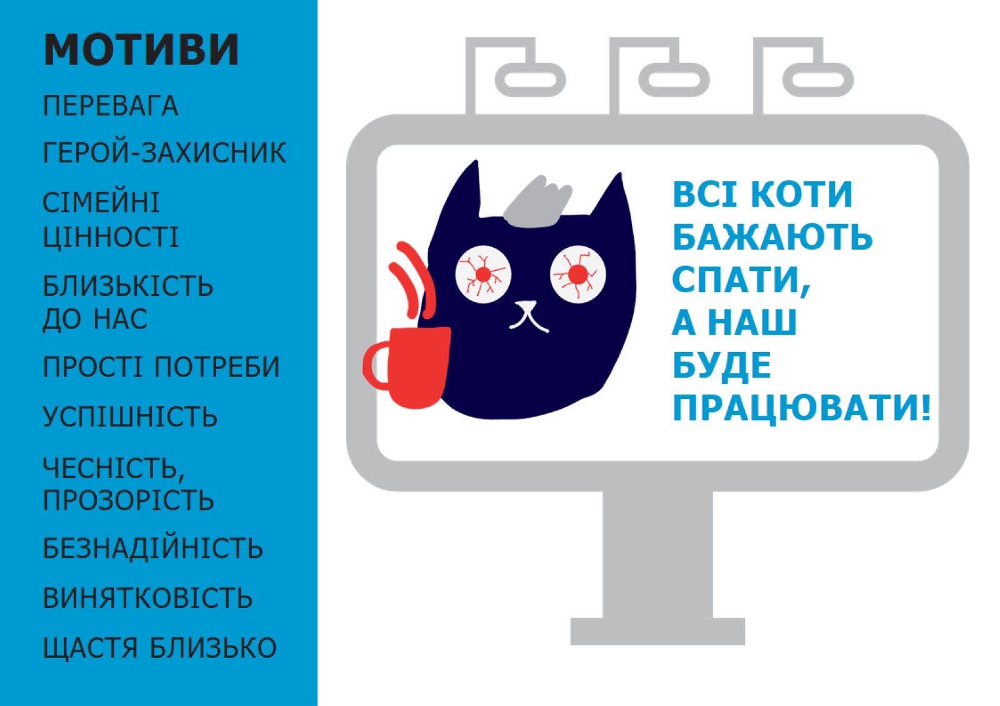 МОТИВИ
ПЕРЕВАГА
ГЕРОЙ-ЗАХИСНИК
СІМЕЙНІ
ЦІННОСТІ
БЛИЗЬКІСТЬ
ДО НАС
ПРОСТІ ПОТРЕБИ
УСПІШНІСТЬ
ЧЕСНІСТЬ,
ПРОЗОРІСТЬ
БЕЗНАДІЙНІСТЬ
ВИНЯТКОВІСТЬ
ЩАСТЯ БЛИЗЬКО
ВСІ КОТИ
БАЖАЮТЬ
СПАТИ,
А НАШ
БУДЕ
ПРАЦЮВАТИ!